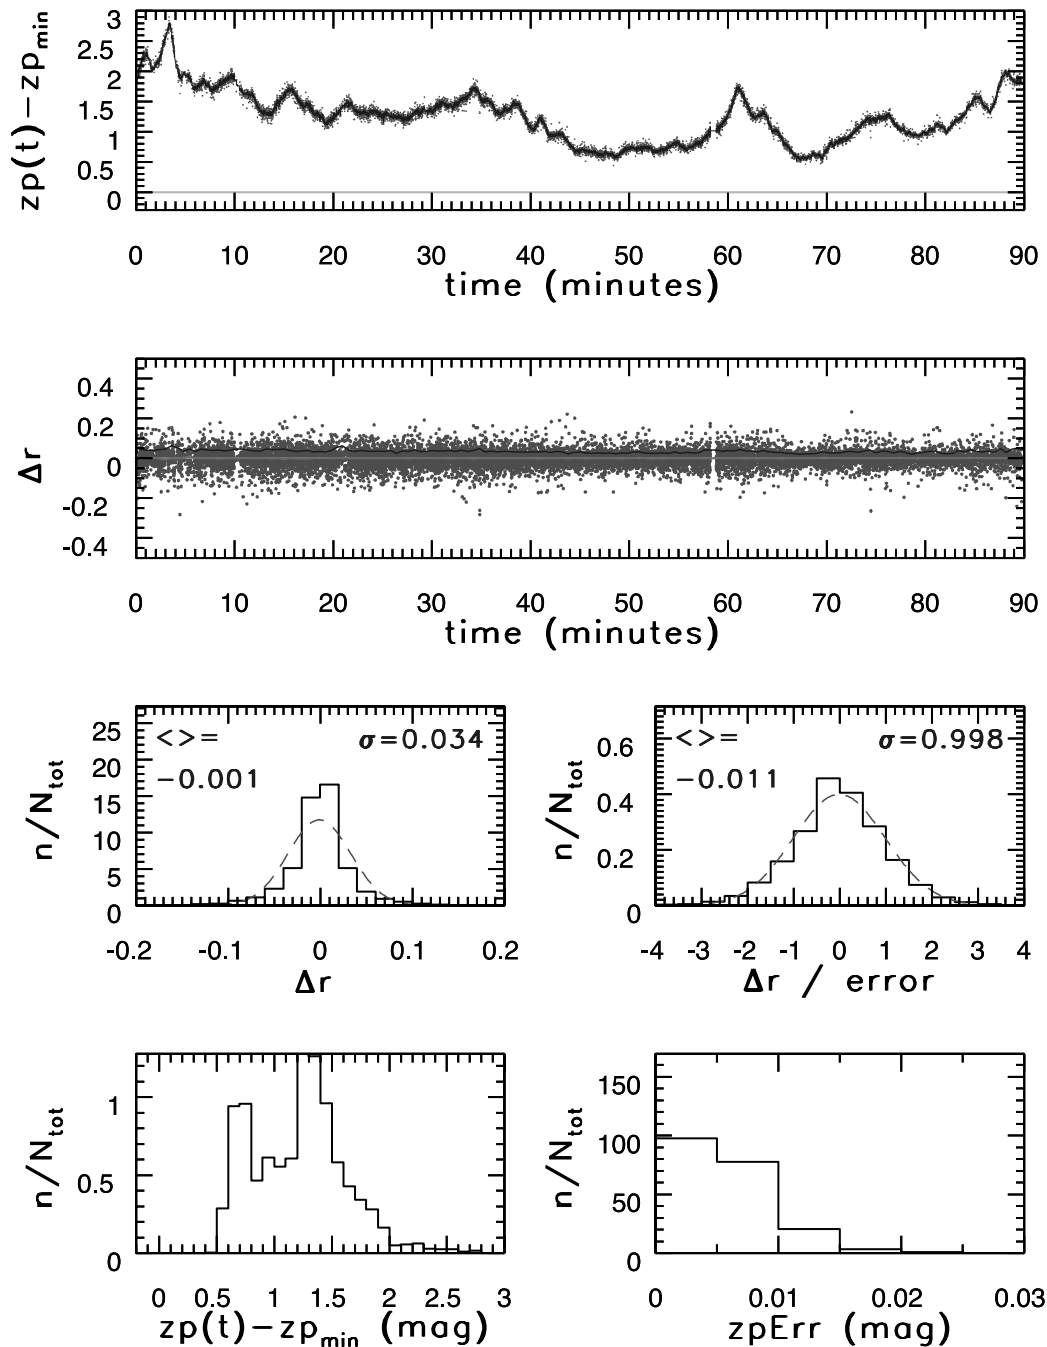 zp(t)−zp_min
3
2.5
2
1.5
1
0.5
0
0 10 20 30 40 50 60 70 80 90
time (minutes)
Δr
0.4
0.2
0
-0.2
-0.4
0 10 20 30 40 50 60 70 80 90
time (minutes)
n/N_tot
25
20
15
10
5
0
<>=
σ=0.034
−0.001
-0.2 -0.1 0 0.1 0.2
Δr
n/N_tot
0.6
0.4
0.2
0
<>=
σ=0.998
−0.011
-4 -3 -2 -1 0 1 2 3 4
Δr / error
n/N_tot
1
0.5
0
0 0.5 1 1.5 2 2.5 3
zp(t)−zp_min (mag)
n/N_tot
150
100
50
0
0 0.01 0.02 0.03
zpErr (mag)